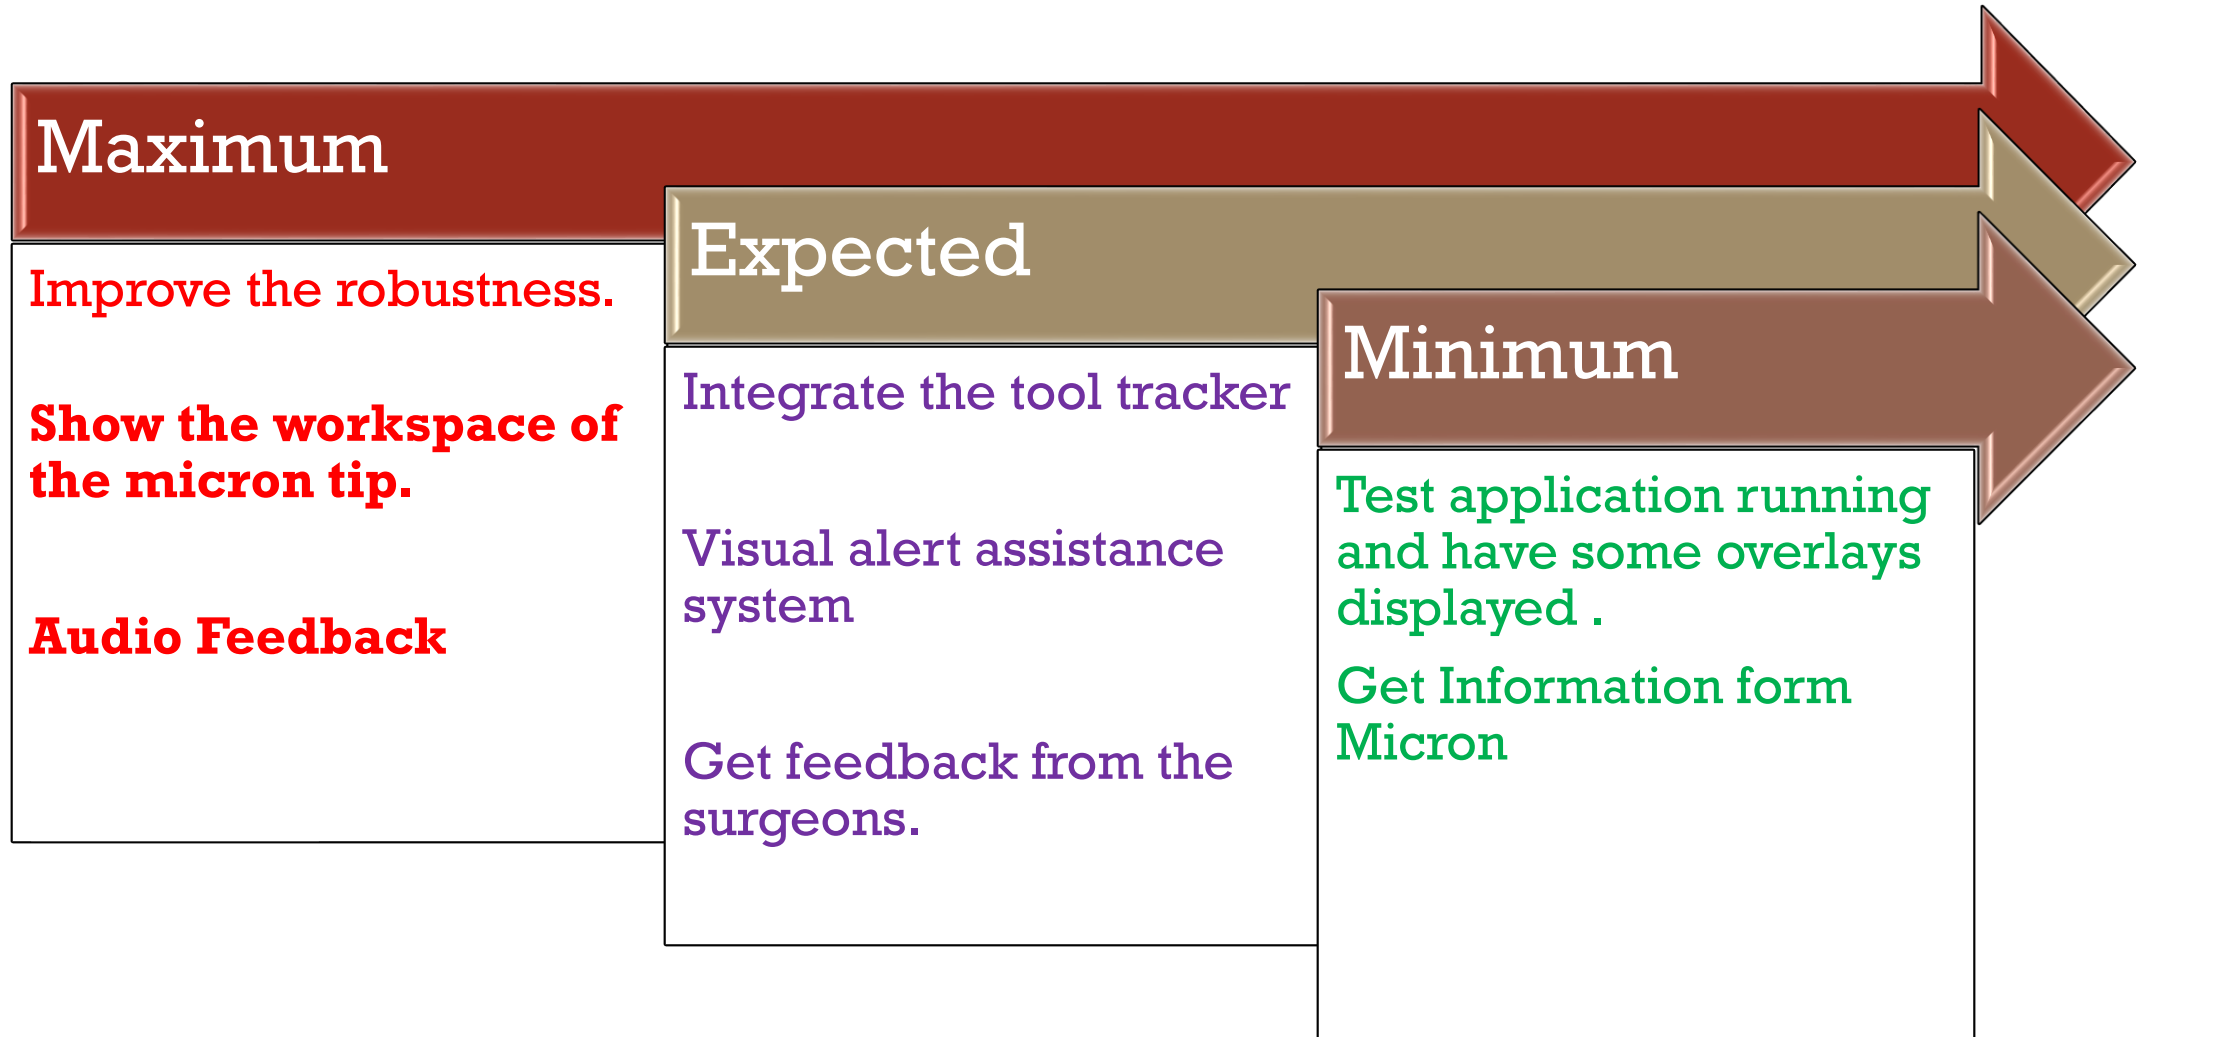 Maximum
Improve the robustness.
Show the workspace of
the micron tip.
Audio Feedback
Expected
Integrate the tool tracker
Visual alert assistance
system
Get feedback from the
surgeons.
Minimum
Test application running
and have some overlays
displayed .
Get Information form
Micron